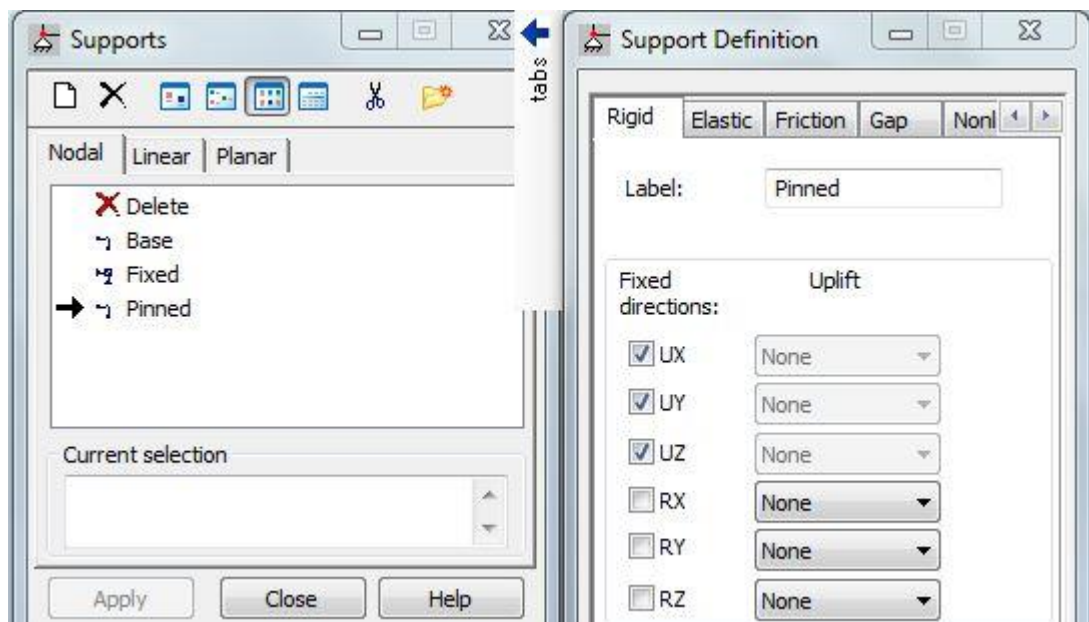 Supports
Nodal
Linear
Planar
Delete
Base
Fixed
Pinned
Current selection
Apply
Close
Help
tabs
Support Definition
Rigid
Elastic
Friction
Gap
Nonl
Label:
Pinned
Fixed
directions:
Uplift
UX
None
UY
None
UZ
None
RX
None
RY
None
RZ
None